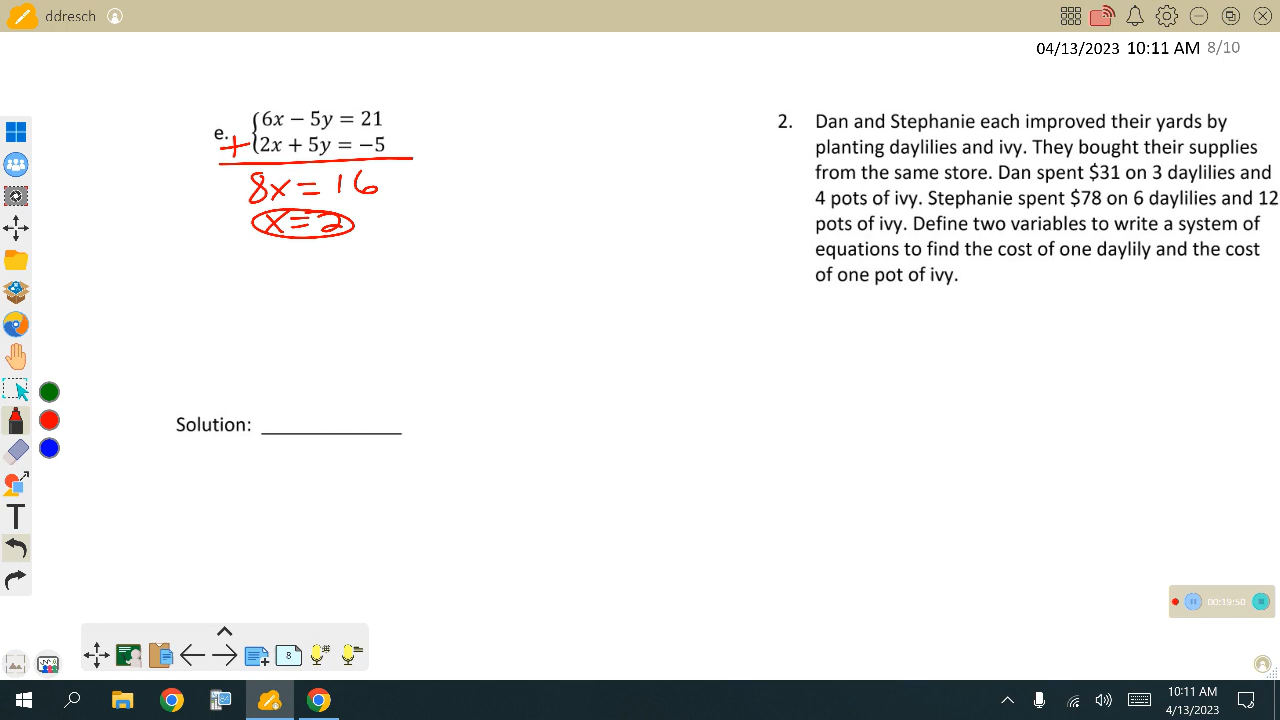 ddresch
04/13/2023 10:11 AM 8/10
e.
6x − 5y = 21
2x + 5y = −5
+
8x = 16
x = 2
Solution: ______________
2. Dan and Stephanie each improved their yards by
planting daylilies and ivy. They bought their supplies
from the same store. Dan spent $31 on 3 daylilies and
4 pots of ivy. Stephanie spent $78 on 6 daylilies and 12
pots of ivy. Define two variables to write a system of
equations to find the cost of one daylily and the cost
of one pot of ivy.
T
00:19:50
8
10:11 AM
4/13/2023